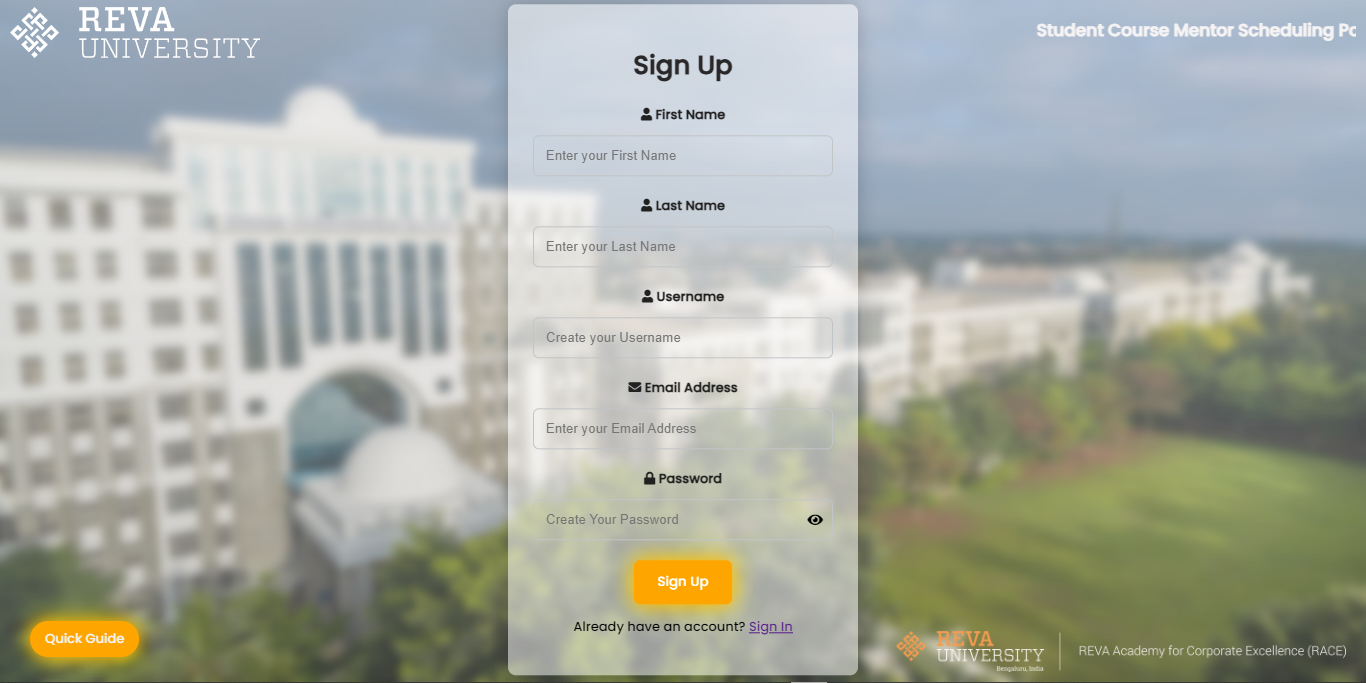 REVA
UNIVERSITY
Student Course Mentor Scheduling Po
Sign Up
First Name
Enter your First Name
Last Name
Enter your Last Name
Username
Create your Username
Email Address
Enter your Email Address
Password
Create Your Password
Sign Up
Already have an account? Sign In
Quick Guide
REVA
UNIVERSITY
Bengaluru, India
REVA Academy for Corporate Excellence (RACE)